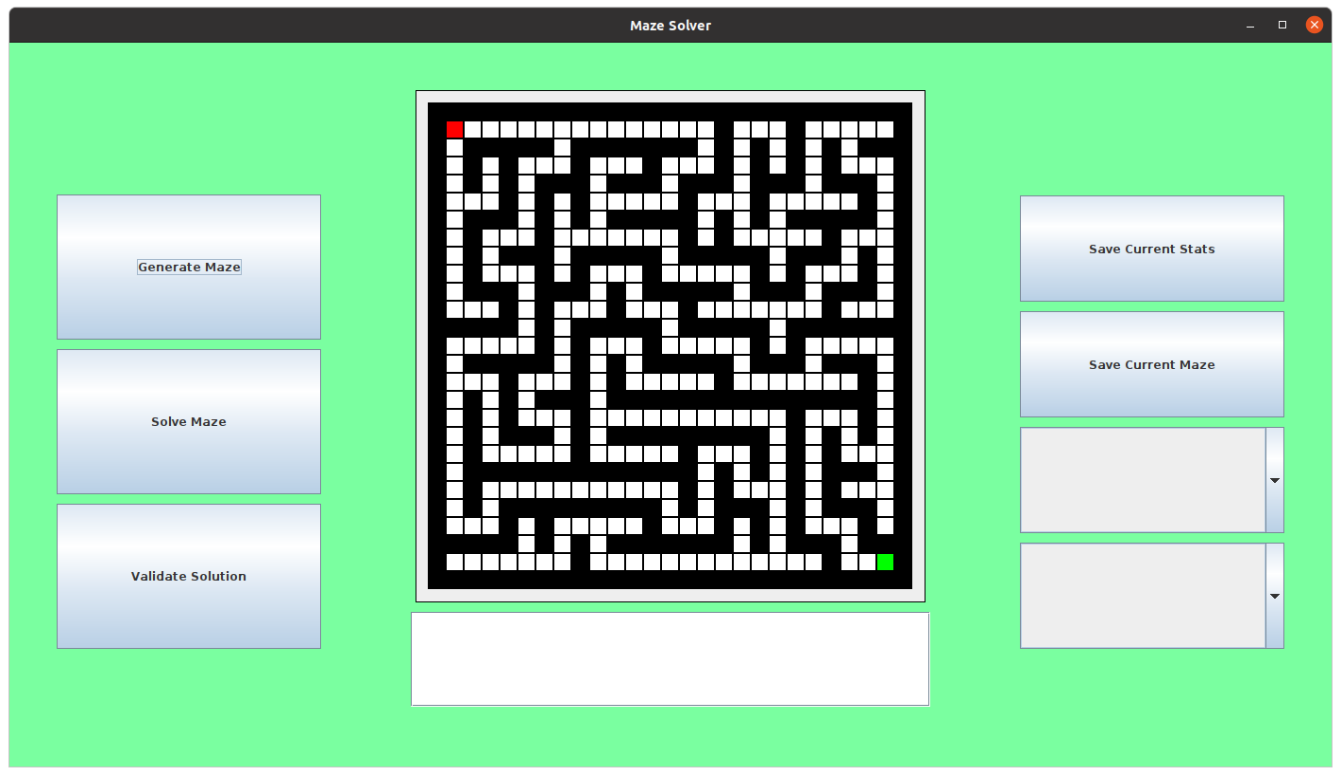 Maze Solver
Generate Maze
Solve Maze
Validate Solution
Save Current Stats
Save Current Maze